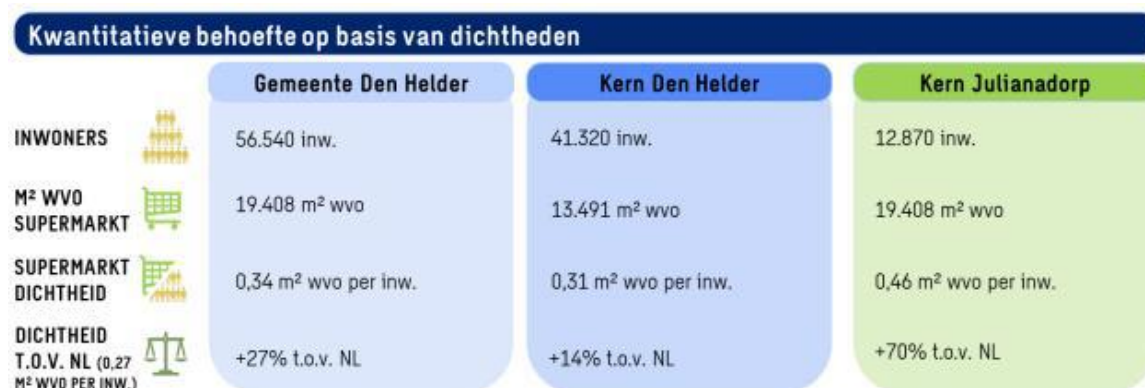 Kwantitatieve behoefte op basis van dichtheden
Gemeente Den Helder Kern Den Helder Kern Julianadorp
INWONERS 56.540 inw. 41.320 inw. 12.870 inw.
M² WVO
SUPERMARKT 19.408 m² wvo 13.491 m² wvo 19.408 m² wvo
SUPERMARKT
DICHTHEID 0,34 m² wvo per inw. 0,31 m² wvo per inw. 0,46 m² wvo per inw.
DICHTHEID
T.O.V. NL (0,27 +27% t.o.v. NL +14% t.o.v. NL +70% t.o.v. NL
M² WVO PER INW.)